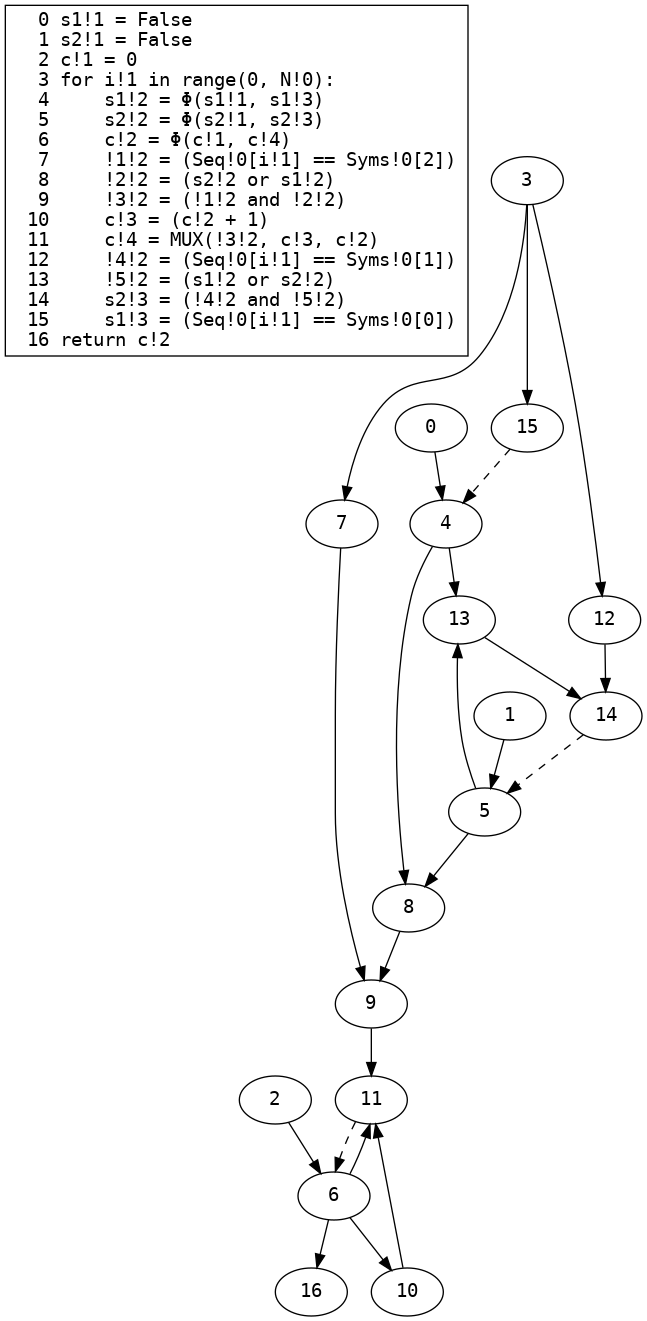 0 s1!1 = False
1 s2!1 = False
2 c!1 = 0
3 for i!1 in range(0, N!0):
4     s1!2 = Φ(s1!1, s1!3)
5     s2!2 = Φ(s2!1, s2!3)
6     c!2 = Φ(c!1, c!4)
7     !1!2 = (Seq!0[i!1] == Syms!0[2])
8     !2!2 = (s2!2 or s1!2)
9     !3!2 = (!1!2 and !2!2)
10     c!3 = (c!2 + 1)
11     c!4 = MUX(!3!2, c!3, c!2)
12     !4!2 = (Seq!0[i!1] == Syms!0[1])
13     !5!2 = (s1!2 or s2!2)
14     s2!3 = (!4!2 and !5!2)
15     s1!3 = (Seq!0[i!1] == Syms!0[0])
16 return c!2
3
0
15
7
4
13
12
1
14
5
8
9
2
11
6
16
10